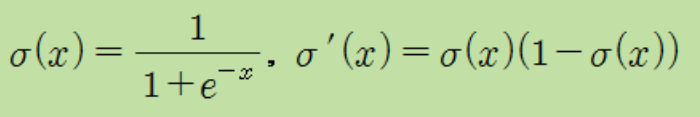 σ(x) = 1/(1+e^{-x}), σ′(x) = σ(x)(1−σ(x))